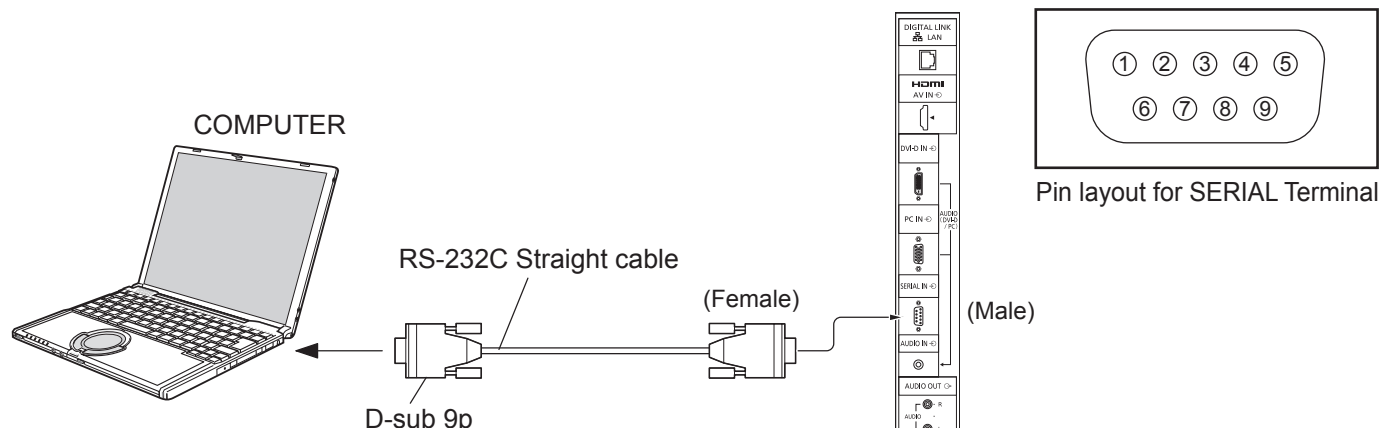 COMPUTER
RS-232C Straight cable
D-sub 9p
(Female)
(Male)
DIGITAL LINK
LAN
HDMI
AV IN
DVI-D IN
PC IN
AUDIO
(DVI-D
/ PC)
SERIAL IN
AUDIO IN
AUDIO OUT
R
AUDIO
1 2 3 4 5
6 7 8 9
Pin layout for SERIAL Terminal